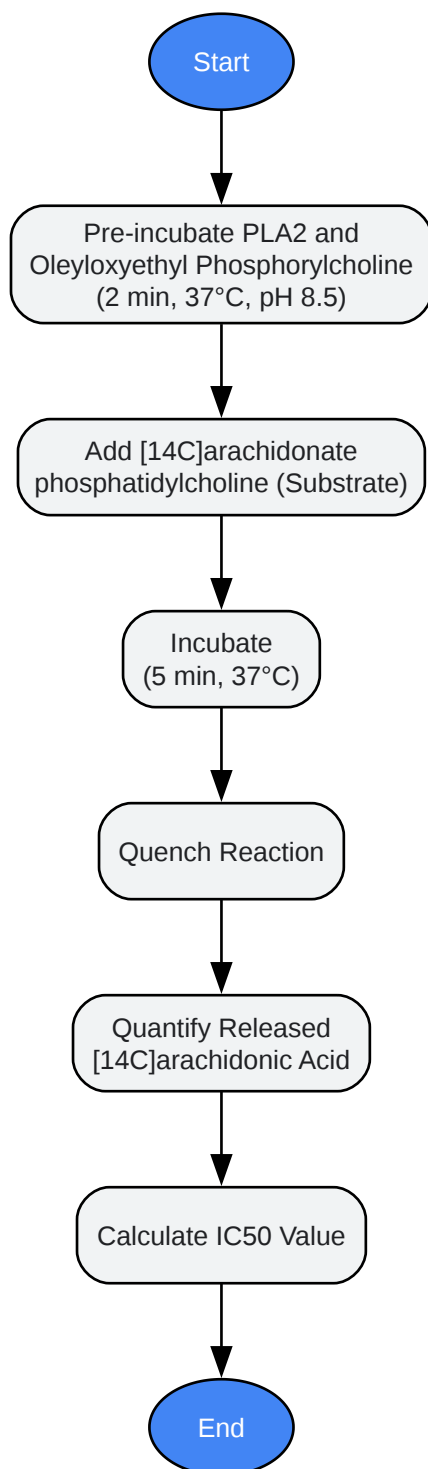 Start
Pre-incubate PLA2 and
Oleyloxyethyl Phosphorylcholine
(2 min, 37°C, pH 8.5)
Add [14C]arachidonate
phosphatidylcholine (Substrate)
Incubate
(5 min, 37°C)
Quench Reaction
Quantify Released
[14C]arachidonic Acid
Calculate IC50 Value
End